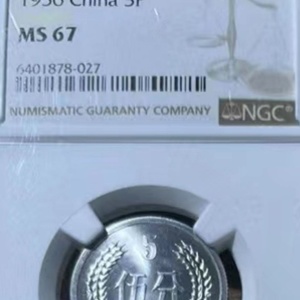 1956 China 5F
MS 67
6401878-027
NUMISMATIC GUARANTY COMPANY
NGC®
5
伍分